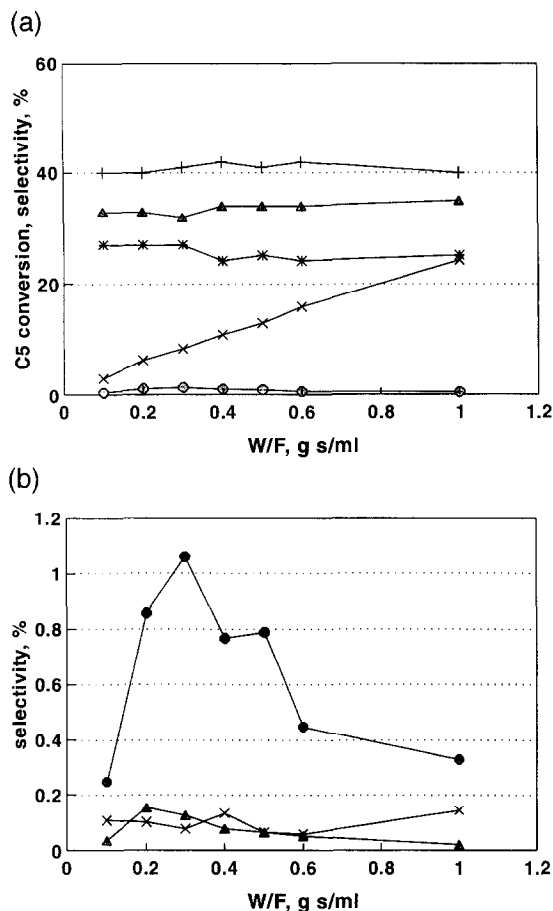 (a)
60
40
20
0
C5 conversion, selectivity, %
0 0.2 0.4 0.6 0.8 1 1.2
W/F, g s/ml
(b)
1.2
1
0.8
0.6
0.4
0.2
0
selectivity, %
0 0.2 0.4 0.6 0.8 1 1.2
W/F, g s/ml